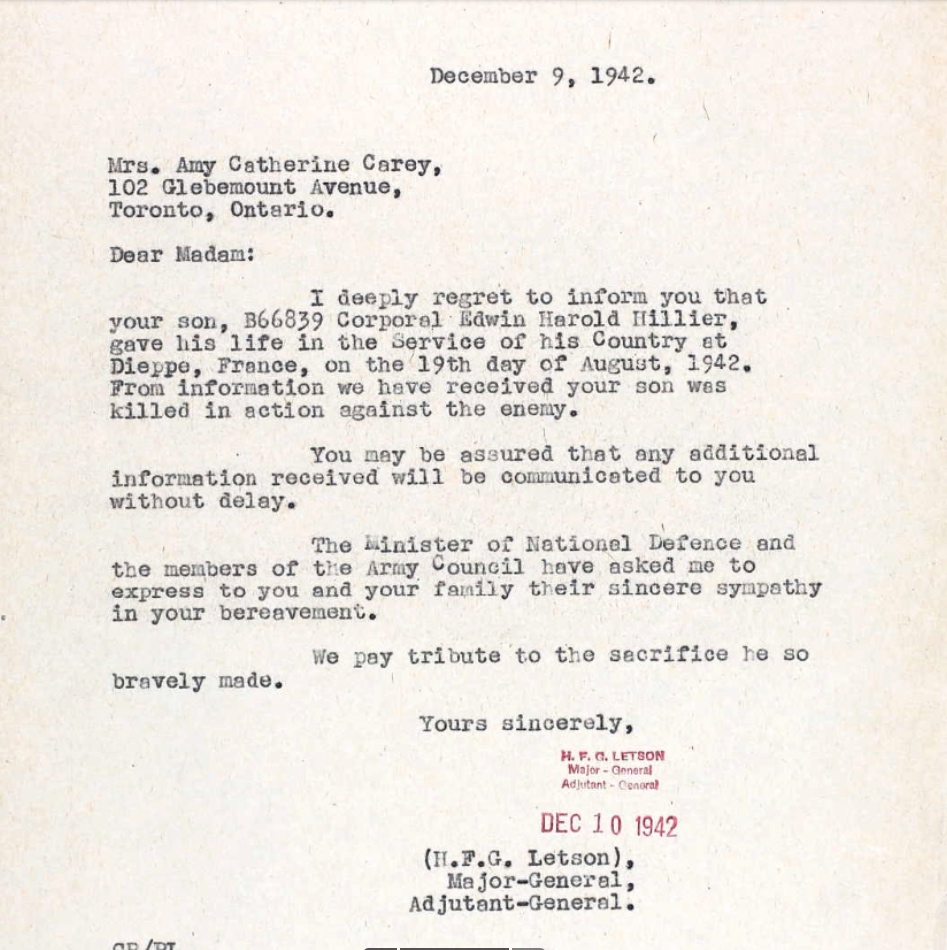 December 9, 1942.
Mrs. Amy Catherine Carey,
102 Glebemount Avenue,
Toronto, Ontario.
Dear Madam:
I deeply regret to inform you that
your son, B66839 Corporal Edwin Harold Hillier,
gave his life in the Service of his Country at
Dieppe, France, on the 19th day of August, 1942.
From information we have received your son was
killed in action against the enemy.
You may be assured that any additional
information received will be communicated to you
without delay.
The Minister of National Defence and
the members of the Army Council have asked me to
express to you and your family their sincere sympathy
in your bereavement.
We pay tribute to the sacrifice he so
bravely made.
Yours sincerely,
H. F. G. LETSON
Major - General
Adjutant - General
DEC 10 1942
(H.F.G. Letson),
Major-General,
Adjutant-General.